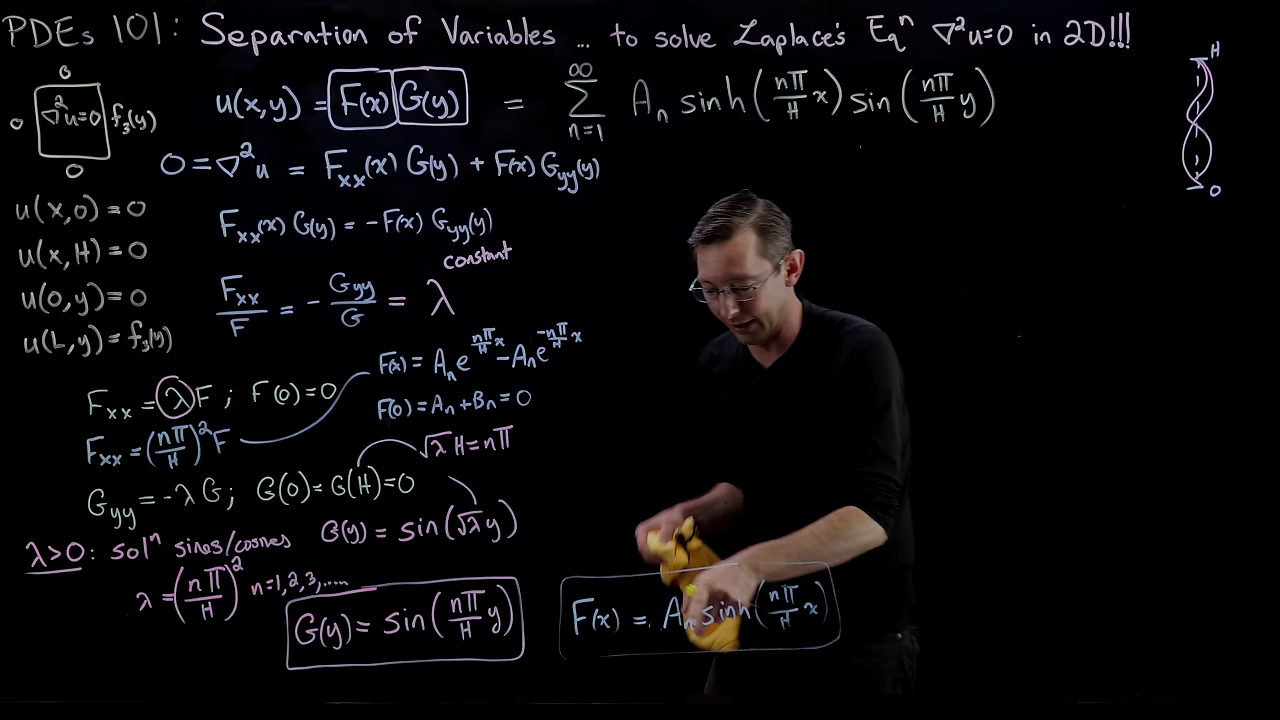 PDEs 101: Separation of Variables ... to solve Laplace's Eqⁿ ∇²u=0 in 2D!!!
0
0 ∇²u=0 f₃(y)
0
u(x,y) = F(x) G(y) = ∑_{n=1}^{∞} Aₙ sinh(nπ/H x) sin(nπ/H y)
H
0
0 = ∇²u = Fₓₓ(x) G(y) + F(x) G_yy(y)
u(x,0) = 0
u(x,H) = 0
u(0,y) = 0
u(L,y) = f₃(y)
Fₓₓ(x) G(y) = -F(x) G_yy(y)
constant
Fₓₓ/F = - G_yy/G = λ
Fₓₓ = λF ; F(0)=0
F(x) = Aₙe^{nπ/H x} - Aₙe^{-nπ/H x}
F(0) = Aₙ + Bₙ = 0
Fₓₓ = (nπ/H)² F
√λ H = nπ
G_yy = -λ G ; G(0) = G(H) = 0
λ>0: solⁿ sines/cosines G(y) = sin(√λ y)
λ = (nπ/H)² n=1,2,3,.....
G(y) = sin(nπ/H y)
F(x) = Aₙ sinh(nπ/H x)